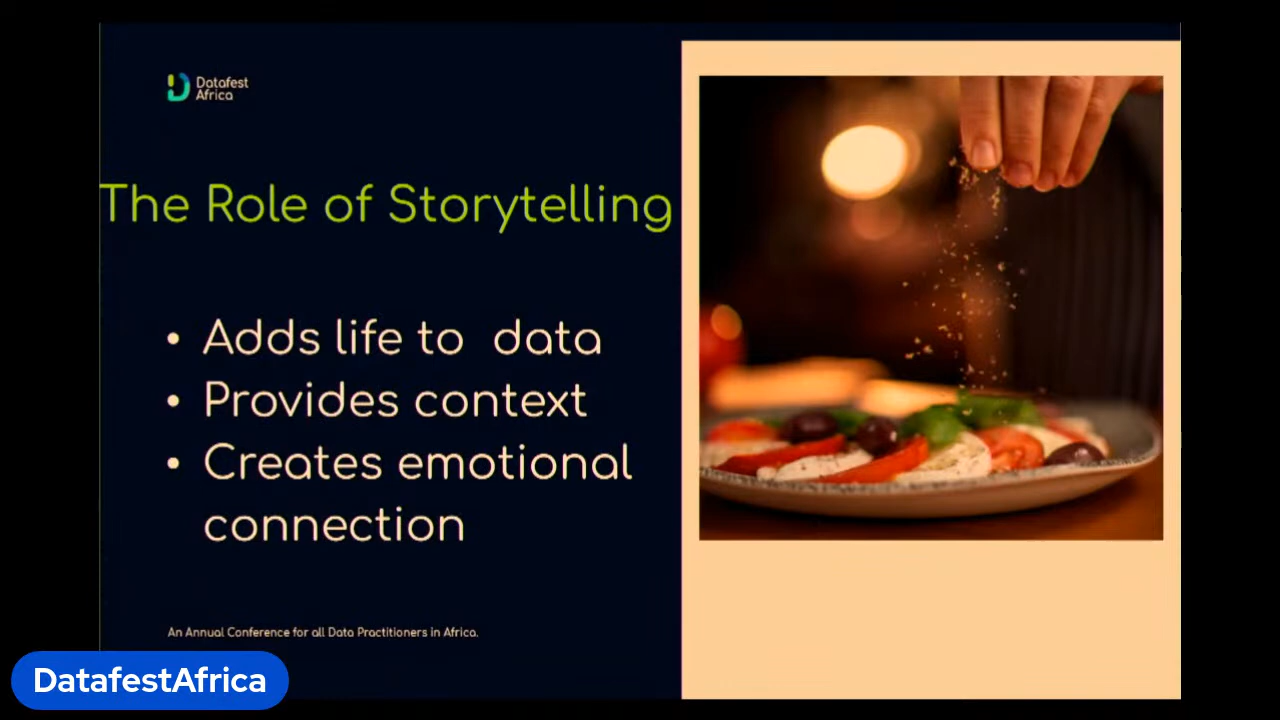 Datafest
Africa
The Role of Storytelling
• Adds life to  data
• Provides context
• Creates emotional
connection
An Annual Conference for all Data Practitioners in Africa.
DatafestAfrica